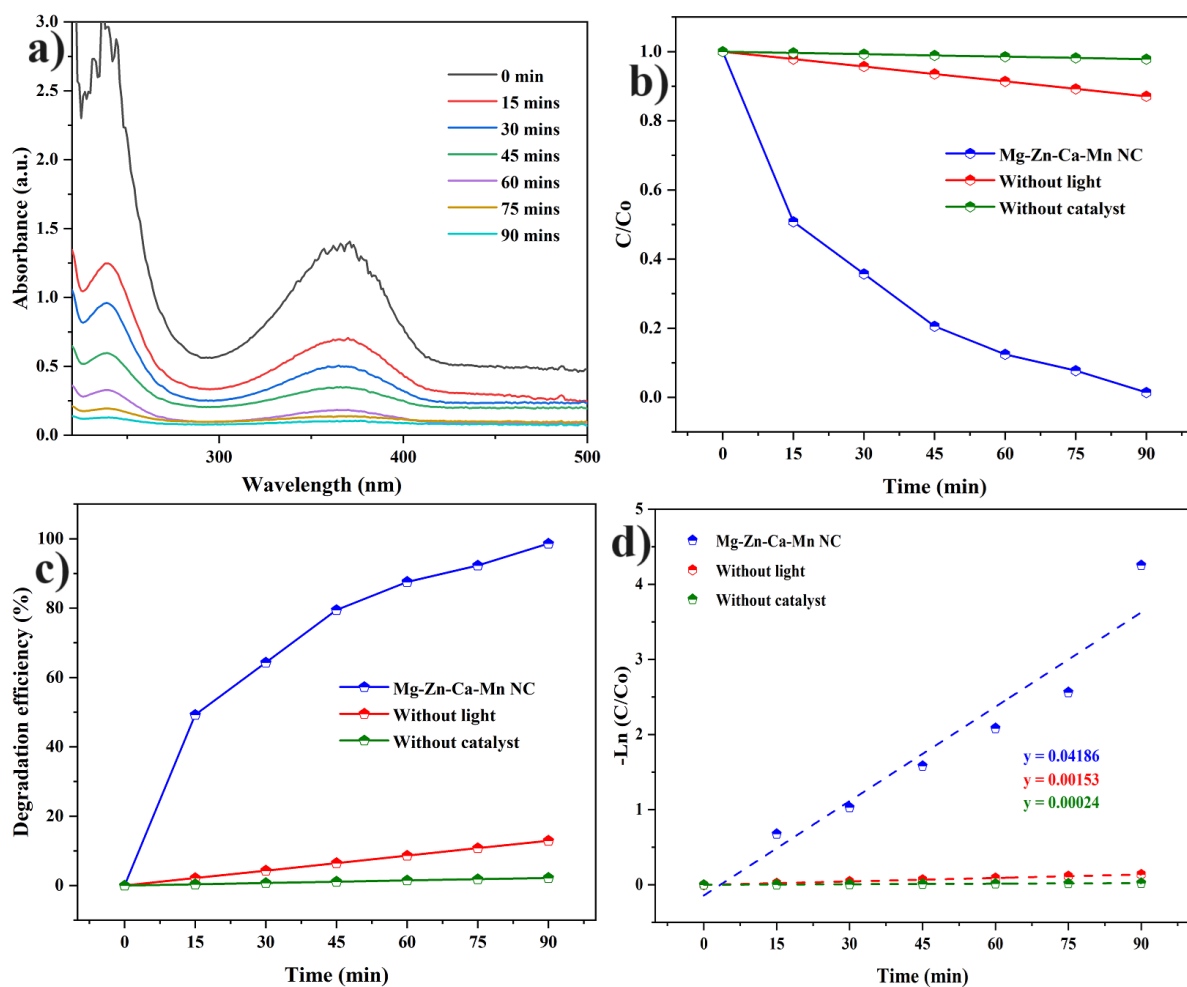 a)
3.0
2.5
2.0
1.5
1.0
0.5
0.0
Absorbance (a.u.)
0 min
15 mins
30 mins
45 mins
60 mins
75 mins
90 mins
300
400
500
Wavelength (nm)
b)
1.0
0.8
0.6
0.4
0.2
0.0
C/Co
Mg-Zn-Ca-Mn NC
Without light
Without catalyst
0
15
30
45
60
75
90
Time (min)
c)
100
80
60
40
20
0
Degradation efficiency (%)
Mg-Zn-Ca-Mn NC
Without light
Without catalyst
0
15
30
45
60
75
90
Time (min)
d)
5
4
3
2
1
0
-Ln (C/Co)
Mg-Zn-Ca-Mn NC
Without light
Without catalyst
y = 0.04186
y = 0.00153
y = 0.00024
0
15
30
45
60
75
90
Time (min)